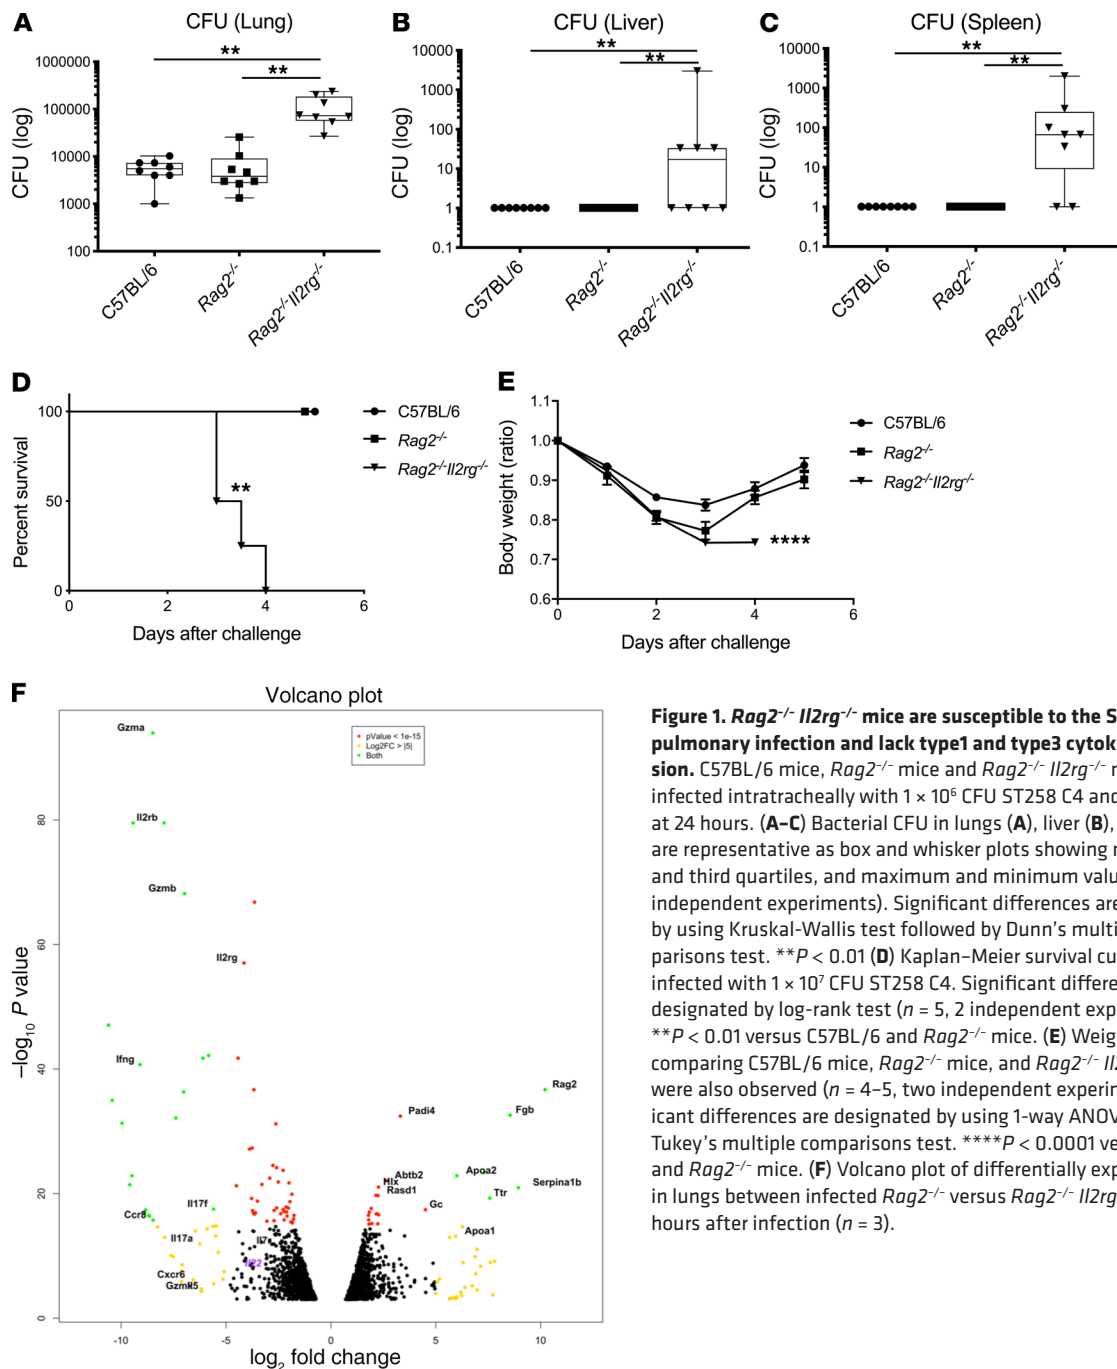 A
CFU (Lung)
**
**
CFU (log)
1000000
100000
10000
1000
100
C57BL/6
Rag2-/-
Rag2-/-Il2rg-/-
B
CFU (Liver)
**
**
CFU (log)
10000
1000
100
10
1
0.1
C57BL/6
Rag2-/-
Rag2-/-Il2rg-/-
C
CFU (Spleen)
**
**
CFU (log)
10000
1000
100
10
1
0.1
C57BL/6
Rag2-/-
Rag2-/-Il2rg-/-
D
Percent survival
100
50
0
**
0 2 4 6
Days after challenge
C57BL/6
Rag2-/-
Rag2-/-Il2rg-/-
E
Body weight (ratio)
1.1
1.0
0.9
0.8
0.7
0.6
****
0 2 4 6
Days after challenge
C57BL/6
Rag2-/-
Rag2-/-Il2rg-/-
F
Volcano plot
pValue < 1e-15
Log2FC > |5|
Both
−log10 P value
80
60
40
20
0
Gzma
Il2rb
Gzmb
Il2rg
Ifng
Rag2
Fgb
Padi4
Apoa2
Abtb2
Hlx
Rasd1
Serpina1b
Ttr
Gc
Il17f
Ccr8
Il17a
Il7
Il22
Apoa1
Cxcr6
Gzmk
Il5
-10 -5 0 5 10
log2 fold change
Figure 1. Rag2−/− Il2rg−/− mice are susceptible to the S
pulmonary infection and lack type1 and type3 cytok
sion. C57BL/6 mice, Rag2−/− mice and Rag2−/− Il2rg−/− r
infected intratracheally with 1 × 10⁶ CFU ST258 C4 and
at 24 hours. (A–C) Bacterial CFU in lungs (A), liver (B),
are representative as box and whisker plots showing r
and third quartiles, and maximum and minimum valu
independent experiments). Significant differences are
by using Kruskal-Wallis test followed by Dunn's multi
parisons test. **P < 0.01 (D) Kaplan–Meier survival cu
infected with 1 × 10⁷ CFU ST258 C4. Significant differe
designated by log-rank test (n = 5, 2 independent exp
**P < 0.01 versus C57BL/6 and Rag2−/− mice. (E) Weig
comparing C57BL/6 mice, Rag2−/− mice, and Rag2−/− Il2
were also observed (n = 4–5, two independent experin
icant differences are designated by using 1-way ANOV
Tukey's multiple comparisons test. ****P < 0.0001 ve
and Rag2−/− mice. (F) Volcano plot of differentially exp
in lungs between infected Rag2−/− versus Rag2−/− Il2rg
hours after infection (n = 3).